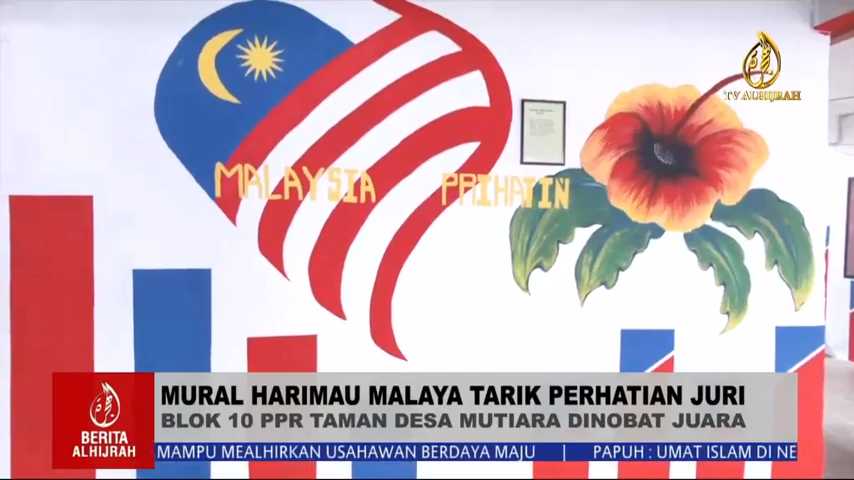 TV ALHIJRAH
MALAYSIA PRIHATIN
MURAL HARIMAU MALAYA TARIK PERHATIAN JURI
BLOK 10 PPR TAMAN DESA MUTIARA DINOBAT JUARA
BERITA
ALHIJRAH
MAMPU MEALHIRKAN USAHAWAN BERDAYA MAJU | PAPUH : UMAT ISLAM DI NE